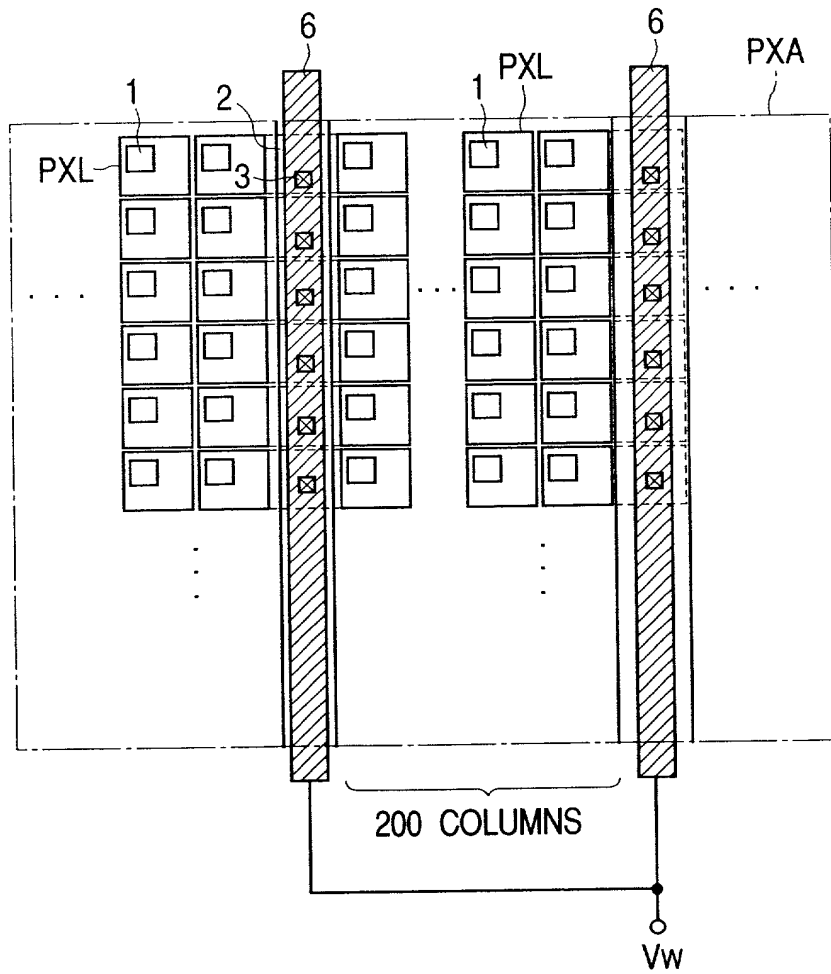 6
6
PXL
PXA
1
2
1
PXL
3
. . .
. . .
. . .
200 COLUMNS
Vw